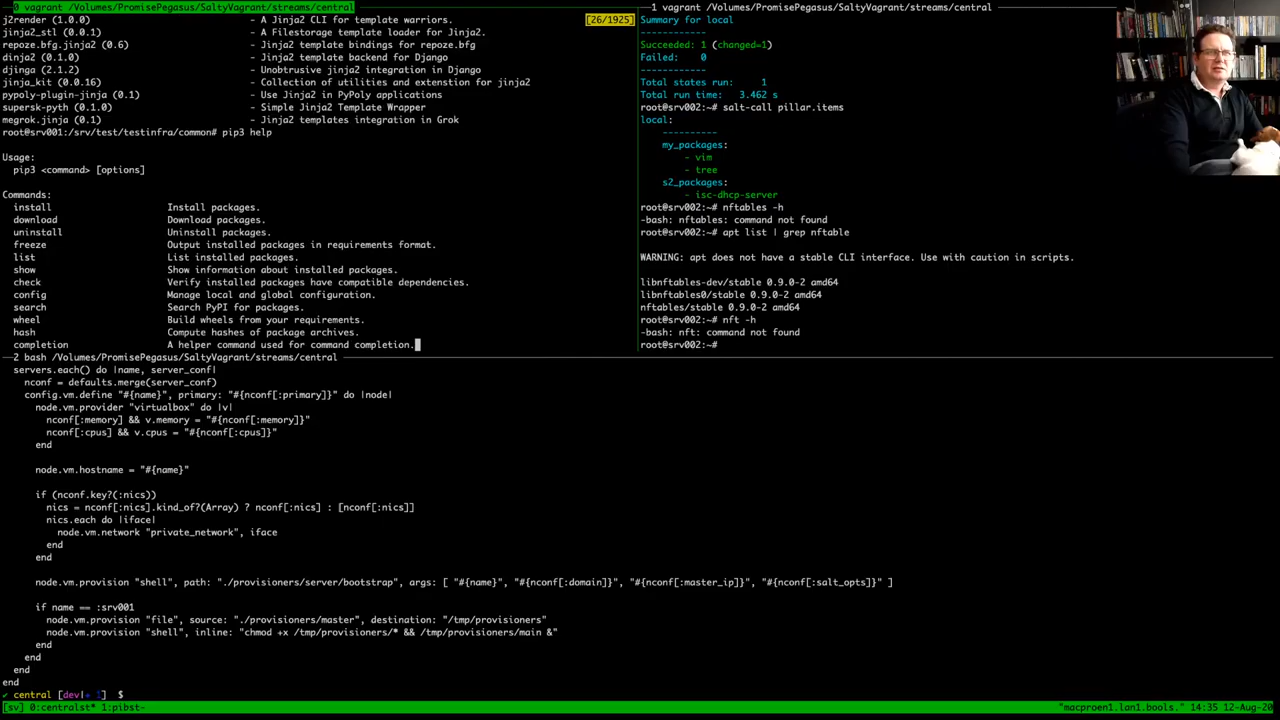 0 vagrant /Volumes/PromisePegasus/SaltyVagrant/streams/central
j2render (1.0.0) - A Jinja2 CLI for template warriors. [26/1925]
jinja2_stl (0.0.1) - A Filestorage template loader for Jinja2.
repoze.bfg.jinja2 (0.6) - Jinja2 template bindings for repoze.bfg
dinja2 (0.1.0) - Jinja2 template backend for Django
djinga (2.1.2) - Unobtrusive jinja2 integration in Django
jinja_kit (0.0.16) - Collection of utilities and extenstion for jinja2
pypoly-plugin-jinja (0.1) - Use Jinja2 in PyPoly applications
supersk-pyth (0.1.0) - Simple Jinja2 Template Wrapper
megrok.jinja (0.1) - Jinja2 templates integration in Grok
root@srv001:/srv/test/testinfra/common# pip3 help
Usage:
pip3 <command> [options]
Commands:
install Install packages.
download Download packages.
uninstall Uninstall packages.
freeze Output installed packages in requirements format.
list List installed packages.
show Show information about installed packages.
check Verify installed packages have compatible dependencies.
config Manage local and global configuration.
search Search PyPI for packages.
wheel Build wheels from your requirements.
hash Compute hashes of package archives.
completion A helper command used for command completion.
1 vagrant /Volumes/PromisePegasus/SaltyVagrant/streams/central
Summary for local
------------
Succeeded: 1 (changed=1)
Failed: 0
------------
Total states run: 1
Total run time: 3.462 s
root@srv002:~# salt-call pillar.items
local:
----------
my_packages:
- vim
- tree
s2_packages:
- isc-dhcp-server
root@srv002:~# nftables -h
-bash: nftables: command not found
root@srv002:~# apt list | grep nftable
WARNING: apt does not have a stable CLI interface. Use with caution in scripts.
libnftables-dev/stable 0.9.0-2 amd64
libnftables0/stable 0.9.0-2 amd64
nftables/stable 0.9.0-2 amd64
root@srv002:~# nft -h
-bash: nft: command not found
root@srv002:~#
2 bash /Volumes/PromisePegasus/SaltyVagrant/streams/central
servers.each() do |name, server_conf|
nconf = defaults.merge(server_conf)
config.vm.define "#{name}", primary: "#{nconf[:primary]}" do |node|
node.vm.provider "virtualbox" do |v|
nconf[:memory] && v.memory = "#{nconf[:memory]}"
nconf[:cpus] && v.cpus = "#{nconf[:cpus]}"
end
node.vm.hostname = "#{name}"
if (nconf.key?(:nics))
nics = nconf[:nics].kind_of?(Array) ? nconf[:nics] : [nconf[:nics]]
nics.each do |iface|
node.vm.network "private_network", iface
end
end
node.vm.provision "shell", path: "./provisioners/server/bootstrap", args: [ "#{name}", "#{nconf[:domain]}", "#{nconf[:master_ip]}", "#{nconf[:salt_opts]}" ]
if name == :srv001
node.vm.provision "file", source: "./provisioners/master", destination: "/tmp/provisioners"
node.vm.provision "shell", inline: "chmod +x /tmp/provisioners/* && /tmp/provisioners/main &"
end
end
end
end
✔ central [dev|+ 1] $
[sv] 0:centralst* 1:pibst- "macproen1.lan1.bools." 14:35 12-Aug-20